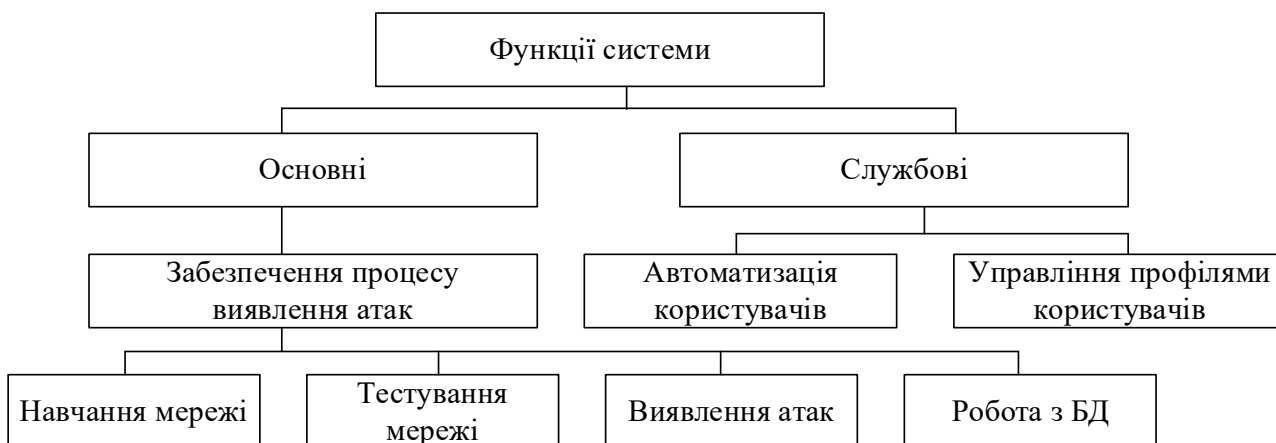 Функції системи
Основні
Службові
Забезпечення процесу
виявлення атак
Автоматизація
користувачів
Управління профілями
користувачів
Навчання мережі
Тестування
мережі
Виявлення атак
Робота з БД